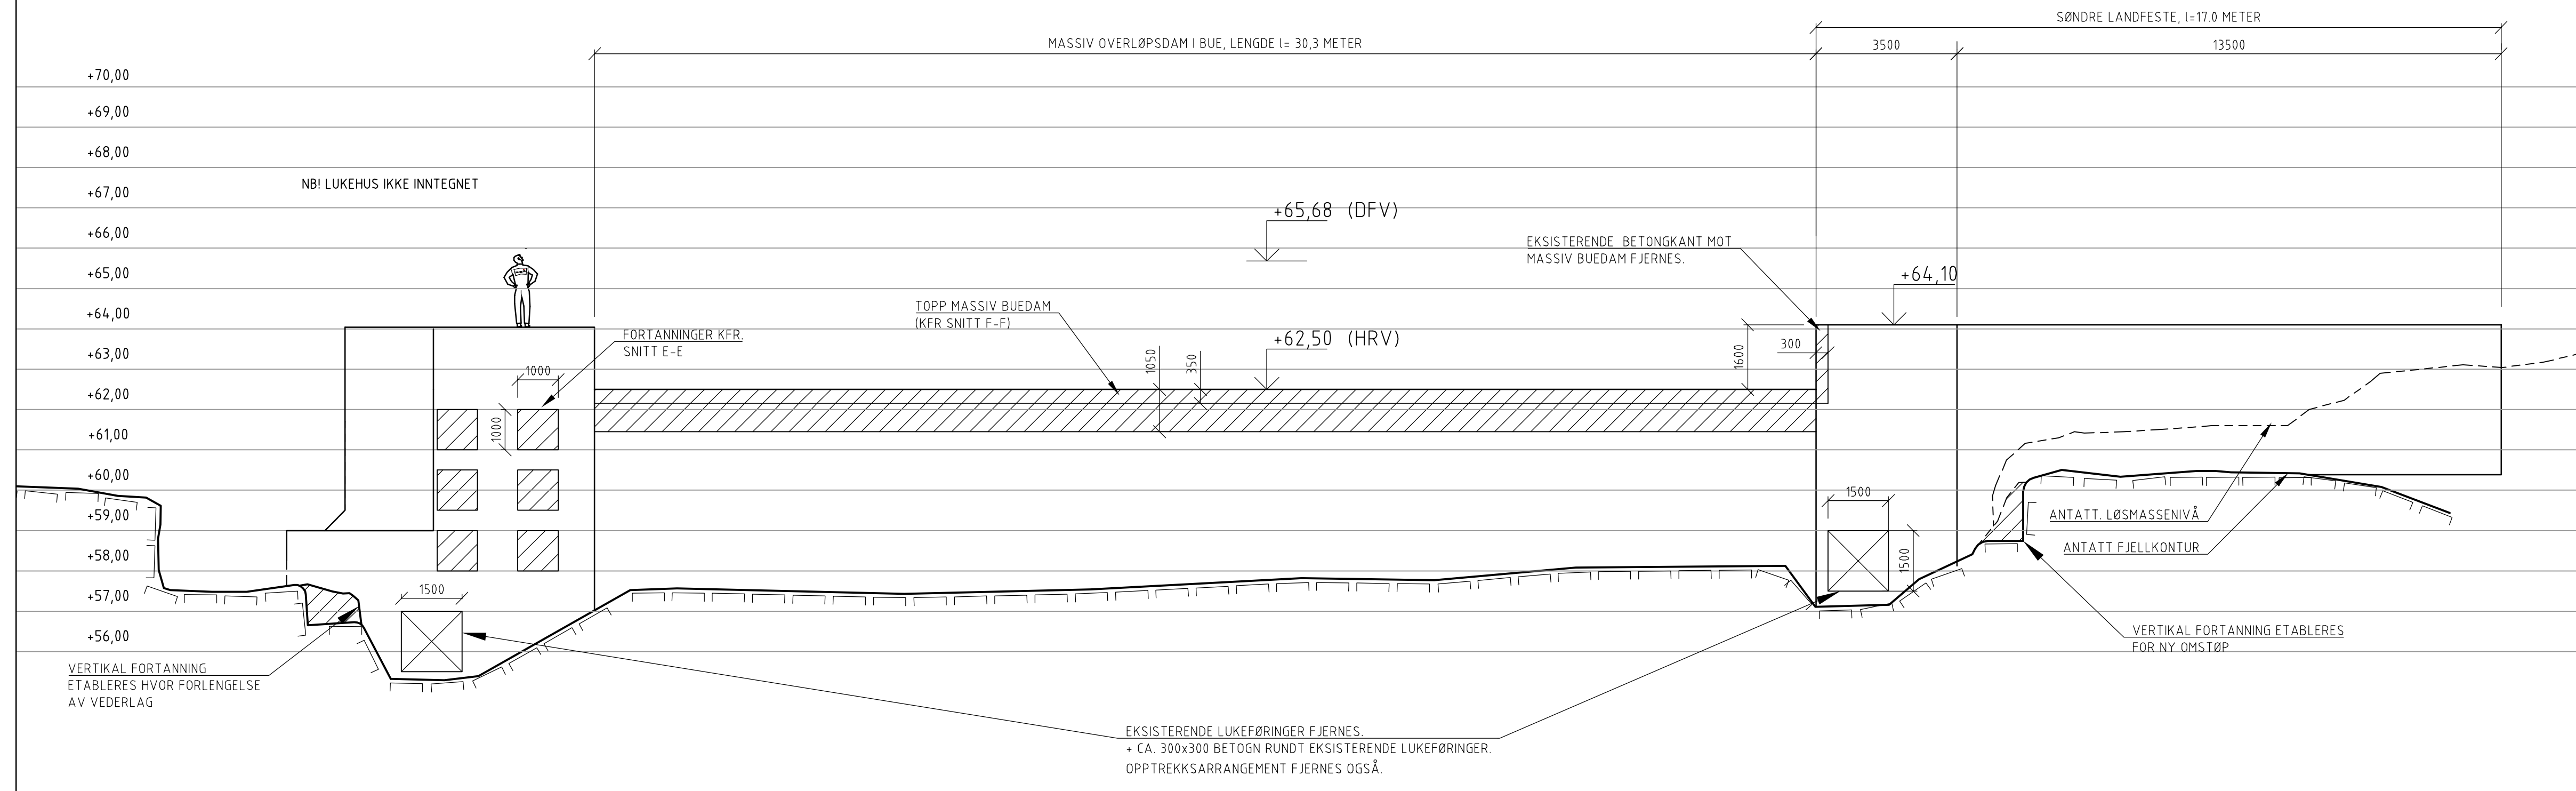 SØNDRE LANDFESTE, l=17.0 METER
MASSIV OVERLØPSDAM I BUE, LENGDE l= 30,3 METER
3500
13500
+70,00
+69,00
+68,00
+67,00
+66,00
+65,00
+64,00
+63,00
+62,00
+61,00
+60,00
+59,00
+58,00
+57,00
+56,00
NB! LUKEHUS IKKE INNTEGNET
+65,68 (DFV)
EKSISTERENDE BETONGKANT MOT
MASSIV BUEDAM FJERNES.
+64,10
TOPP MASSIV BUEDAM
(KFR SNITT F-F)
FORTANNINGER KFR.
SNITT E-E
+62,50 (HRV)
1050
350
1600
300
1000
1000
1500
1500
ANTATT. LØSMASSENIVÅ
ANTATT FJELLKONTUR
1500
VERTIKAL FORTANNING ETABLERES
FOR NY OMSTØP
VERTIKAL FORTANNING
ETABLERES HVOR FORLENGELSE
AV VEDERLAG
EKSISTERENDE LUKEFØRINGER FJERNES.
+ CA. 300x300 BETOGN RUNDT EKSISTERENDE LUKEFØRINGER.
OPPTREKKSARRANGEMENT FJERNES OGSÅ.